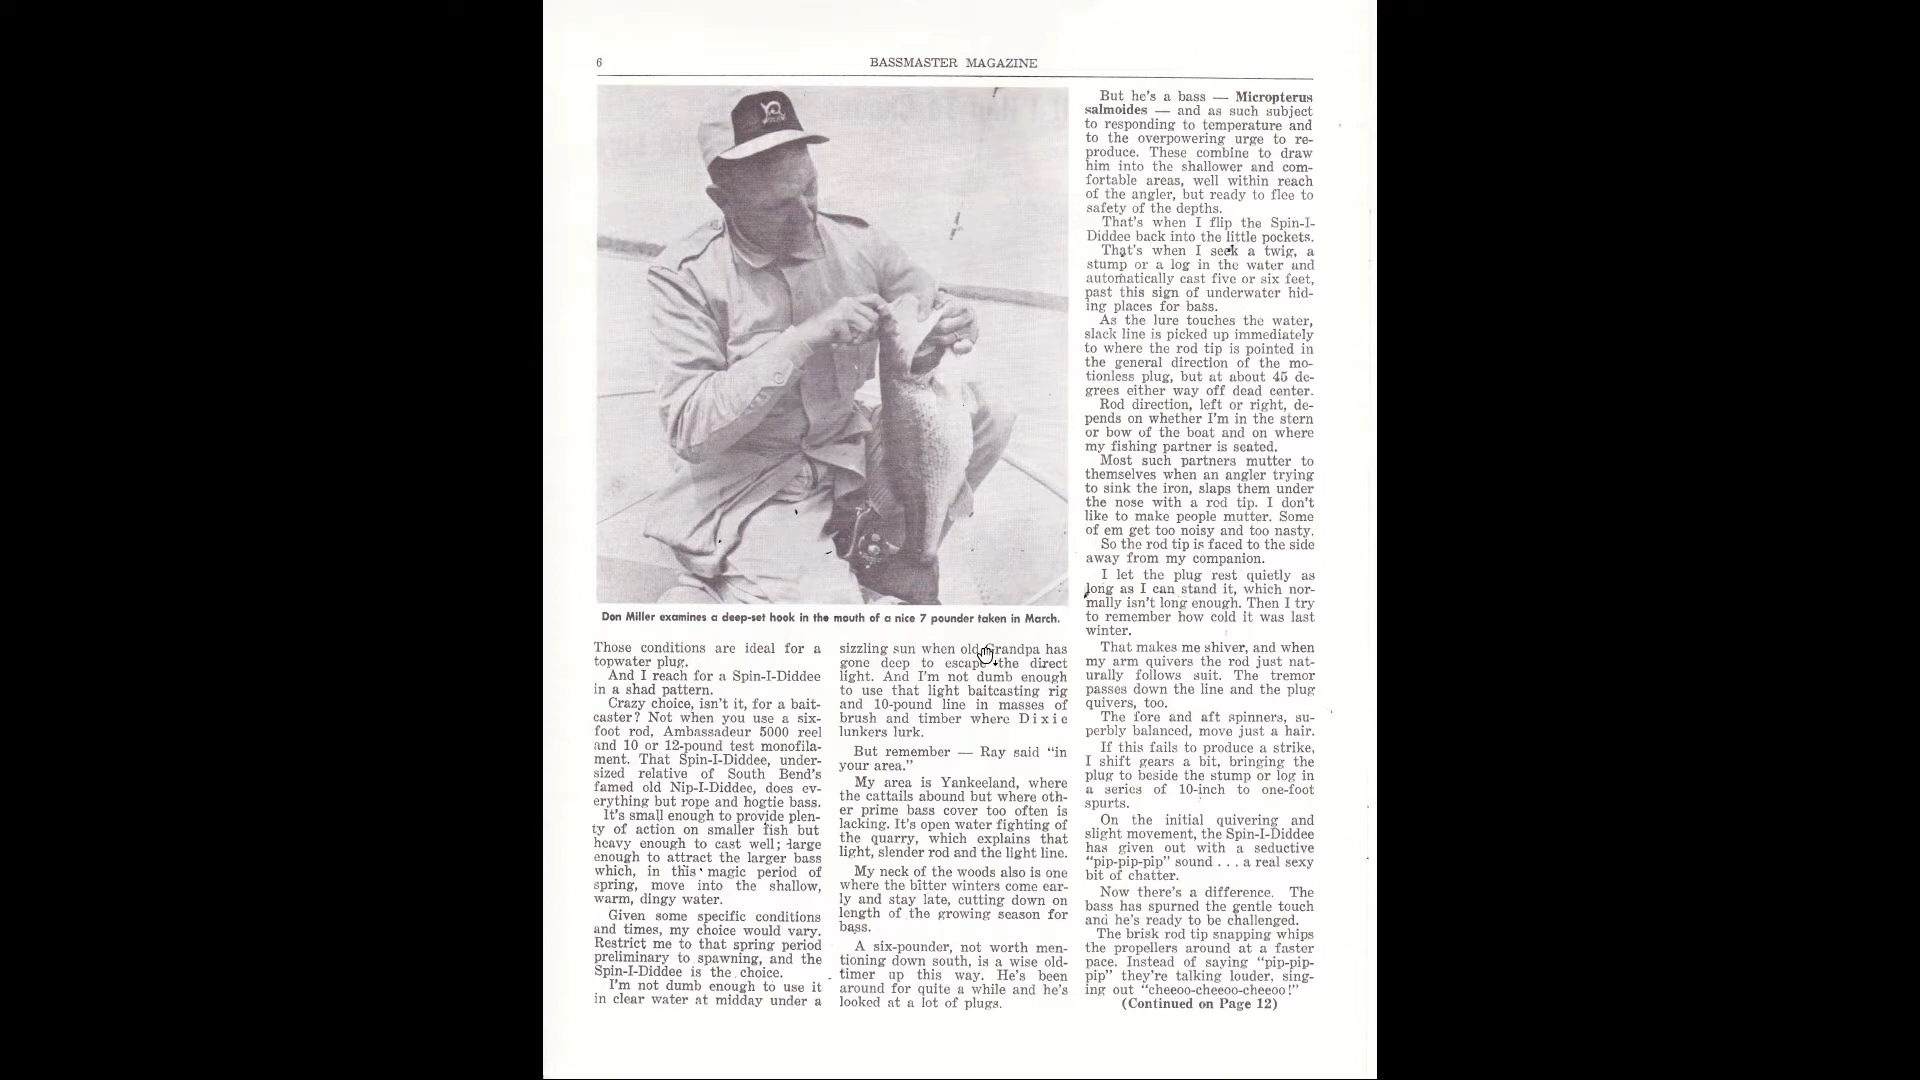 6
BASSMASTER MAGAZINE
Don Miller examines a deep-set hook in the mouth of a nice 7 pounder taken in March.
Those conditions are ideal for a
topwater plug.
And I reach for a Spin-I-Diddee
in a shad pattern.
Crazy choice, isn't it, for a bait-
caster? Not when you use a six-
foot rod, Ambassadeur 5000 reel
and 10 or 12-pound test monofila-
ment. That Spin-I-Diddee, under-
sized relative of South Bend's
famed old Nip-I-Diddee, does ev-
erything but rope and hogtie bass.
It's small enough to provide plen-
ty of action on smaller fish but
heavy enough to cast well; large
enough to attract the larger bass
which, in this magic period of
spring, move into the shallow,
warm, dingy water.
Given some specific conditions
and times, my choice would vary.
Restrict me to that spring period
preliminary to spawning, and the
Spin-I-Diddee is the choice.
I'm not dumb enough to use it
in clear water at midday under a
sizzling sun when old Grandpa has
gone deep to escape the direct
light. And I'm not dumb enough
to use that light baitcasting rig
and 10-pound line in masses of
brush and timber where Dixie
lunkers lurk.
But remember — Ray said "in
your area."
My area is Yankeeland, where
the cattails abound but where oth-
er prime bass cover too often is
lacking. It's open water fighting of
the quarry, which explains that
light, slender rod and the light line.
My neck of the woods also is one
where the bitter winters come ear-
ly and stay late, cutting down on
length of the growing season for
bass.
A six-pounder, not worth men-
tioning down south, is a wise old-
timer up this way. He's been
around for quite a while and he's
looked at a lot of plugs.
But he's a bass — Micropterus
salmoides — and as such subject
to responding to temperature and
to the overpowering urge to re-
produce. These combine to draw
him into the shallower and com-
fortable areas, well within reach
of the angler, but ready to flee to
safety of the depths.
That's when I flip the Spin-I-
Diddee back into the little pockets.
That's when I seek a twig, a
stump or a log in the water and
automatically cast five or six feet,
past this sign of underwater hid-
ing places for bass.
As the lure touches the water,
slack line is picked up immediately
to where the rod tip is pointed in
the general direction of the mo-
tionless plug, but at about 45 de-
grees either way off dead center.
Rod direction, left or right, de-
pends on whether I'm in the stern
or bow of the boat and on where
my fishing partner is seated.
Most such partners mutter to
themselves when an angler trying
to sink the iron, slaps them under
the nose with a rod tip. I don't
like to make people mutter. Some
of em get too noisy and too nasty.
So the rod tip is faced to the side
away from my companion.
I let the plug rest quietly as
long as I can stand it, which nor-
mally isn't long enough. Then I try
to remember how cold it was last
winter.
That makes me shiver, and when
my arm quivers the rod just nat-
urally follows suit. The tremor
passes down the line and the plug
quivers, too.
The fore and aft spinners, su-
perbly balanced, move just a hair.
If this fails to produce a strike,
I shift gears a bit, bringing the
plug to beside the stump or log in
a series of 10-inch to one-foot
spurts.
On the initial quivering and
slight movement, the Spin-I-Diddee
has given out with a seductive
"pip-pip-pip" sound . . . a real sexy
bit of chatter.
Now there's a difference. The
bass has spurned the gentle touch
and he's ready to be challenged.
The brisk rod tip snapping whips
the propellers around at a faster
pace. Instead of saying "pip-pip-
pip" they're talking louder, sing-
ing out "cheeoo-cheeoo-cheeoo!"
(Continued on Page 12)